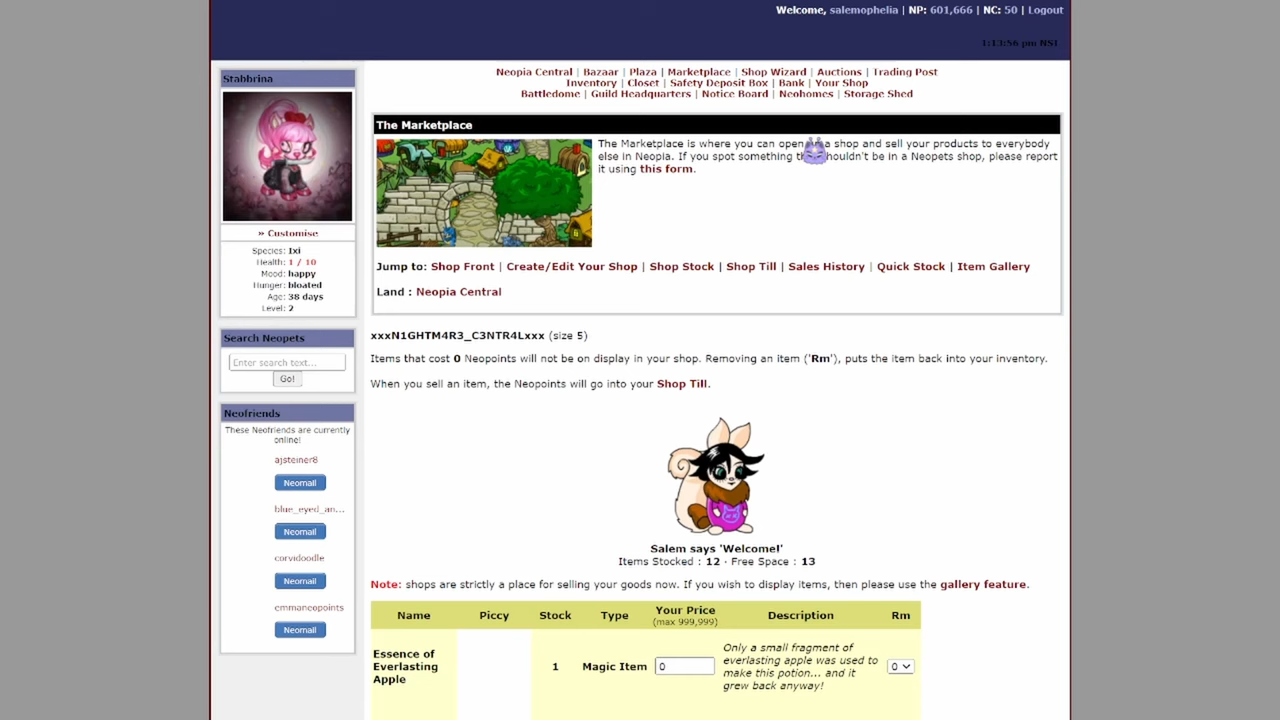 Welcome, salemophelia | NP: 601,666 | NC: 50 | Logout
1:13:56 pm NST
Stabbrina
» Customise
Species: Ixi
Health: 1 / 10
Mood: happy
Hunger: bloated
Age: 38 days
Level: 2
Search Neopets
Enter search text...
Go!
Neofriends
These Neofriends are currently
online!
ajsteiner8
Neomail
blue_eyed_an...
Neomail
corvidoodle
Neomail
emmaneopoints
Neomail
Neopia Central | Bazaar | Plaza | Marketplace | Shop Wizard | Auctions | Trading Post
Inventory | Closet | Safety Deposit Box | Bank | Your Shop
Battledome | Guild Headquarters | Notice Board | Neohomes | Storage Shed
The Marketplace
The Marketplace is where you can open a shop and sell your products to everybody
else in Neopia. If you spot something shouldn't be in a Neopets shop, please report
it using this form.
Jump to: Shop Front | Create/Edit Your Shop | Shop Stock | Shop Till | Sales History | Quick Stock | Item Gallery
Land : Neopia Central
xxxN1GHTM4R3_C3NTR4Lxxx (size 5)
Items that cost 0 Neopoints will not be on display in your shop. Removing an item ('Rm'), puts the item back into your inventory.
When you sell an item, the Neopoints will go into your Shop Till.
Salem says 'Welcome!'
Items Stocked : 12 · Free Space : 13
Note: shops are strictly a place for selling your goods now. If you wish to display items, then please use the gallery feature.
Name Piccy Stock Type Your Price Description Rm
(max 999,999)
Essence of
Everlasting
Apple
1 Magic Item 0
Only a small fragment of
everlasting apple was used to
make this potion... and it
grew back anyway!
0